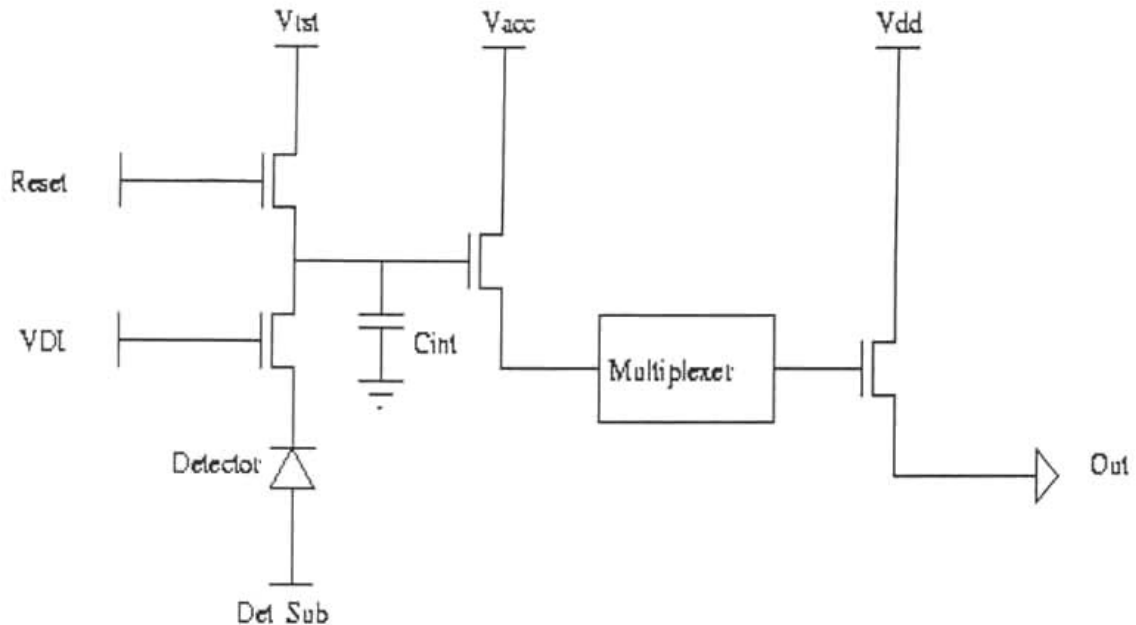 Vrst
Vacc
Vdd
Reset
VDI
Cint
Multiplexer
Detector
Out
Det Sub